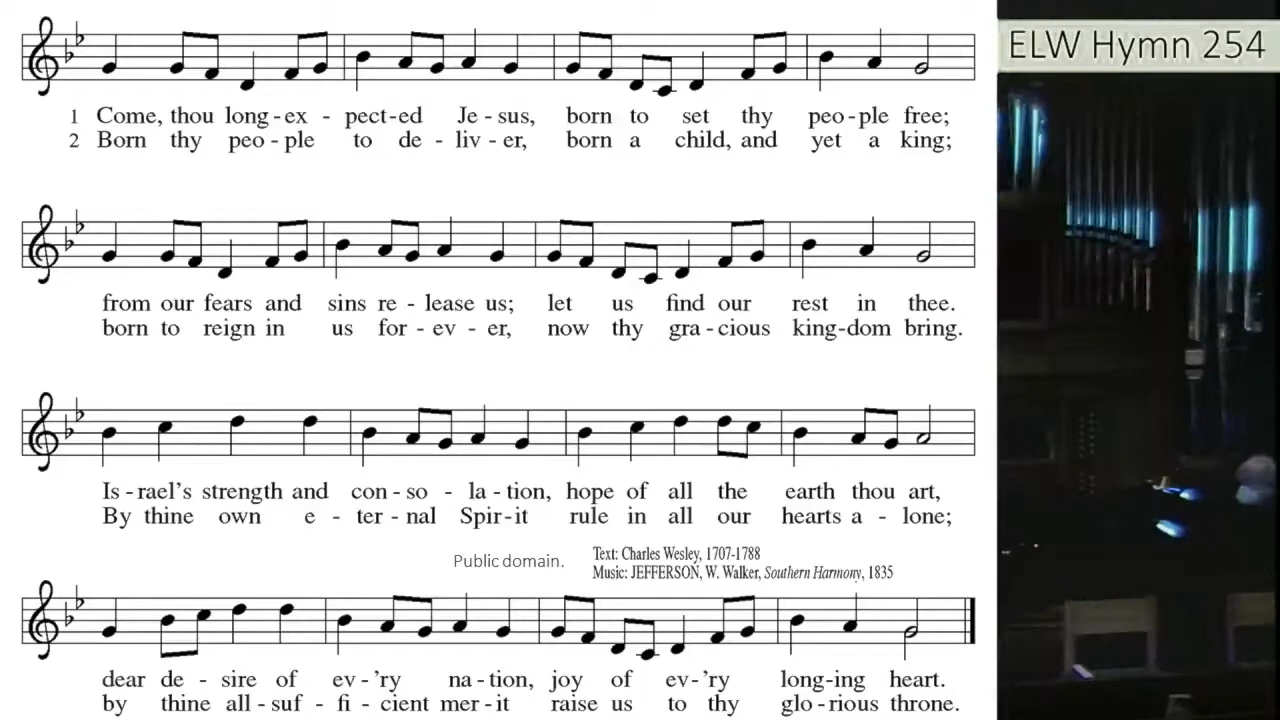 ELW Hymn 254
1 Come, thou long - ex - pect - ed Je - sus, born to set thy peo - ple free;
2 Born thy peo - ple to de - liv - er, born a child, and yet a king;
from our fears and sins re - lease us; let us find our rest in thee.
born to reign in us for - ev - er, now thy gra - cious king - dom bring.
Is - rael's strength and con - so - la - tion, hope of all the earth thou art,
By thine own e - ter - nal Spir - it rule in all our hearts a - lone;
Public domain.
Text: Charles Wesley, 1707-1788
Music: JEFFERSON, W. Walker, Southern Harmony, 1835
dear de - sire of ev - 'ry na - tion, joy of ev - 'ry long - ing heart.
by thine all - suf - fi - cient mer - it raise us to thy glo - rious throne.